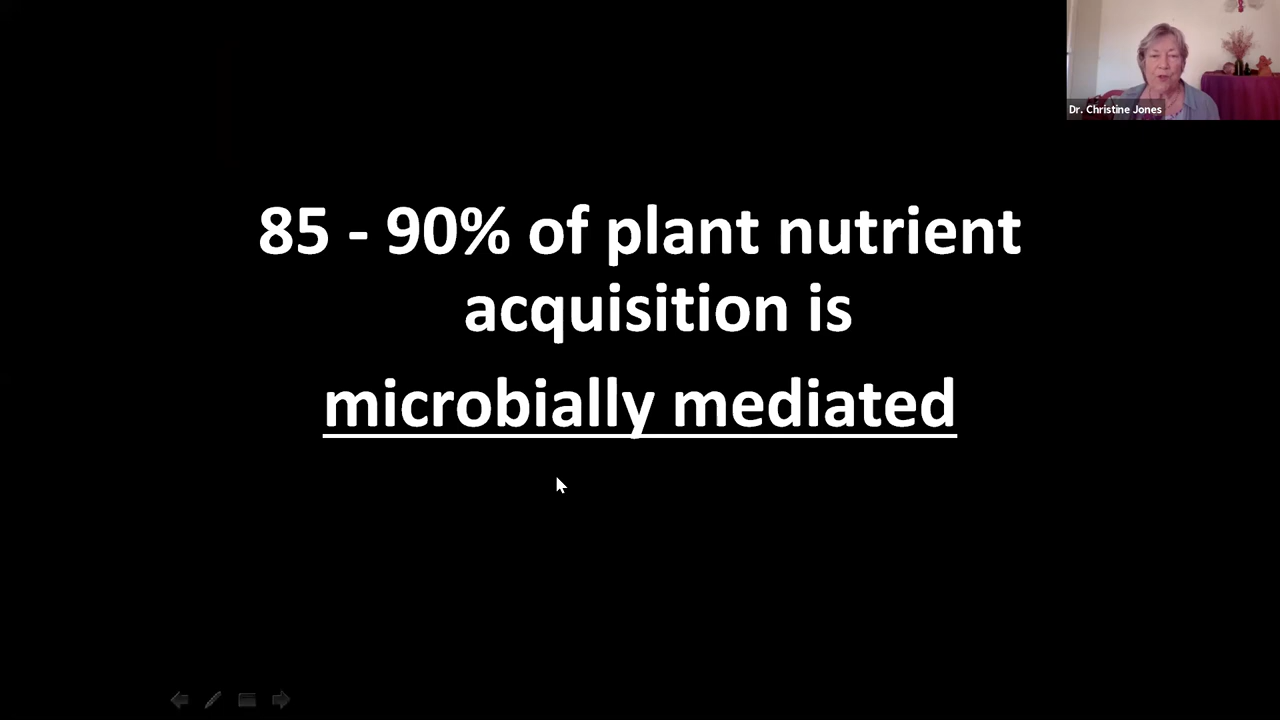 Dr. Christine Jones
85 - 90% of plant nutrient
acquisition is
microbially mediated